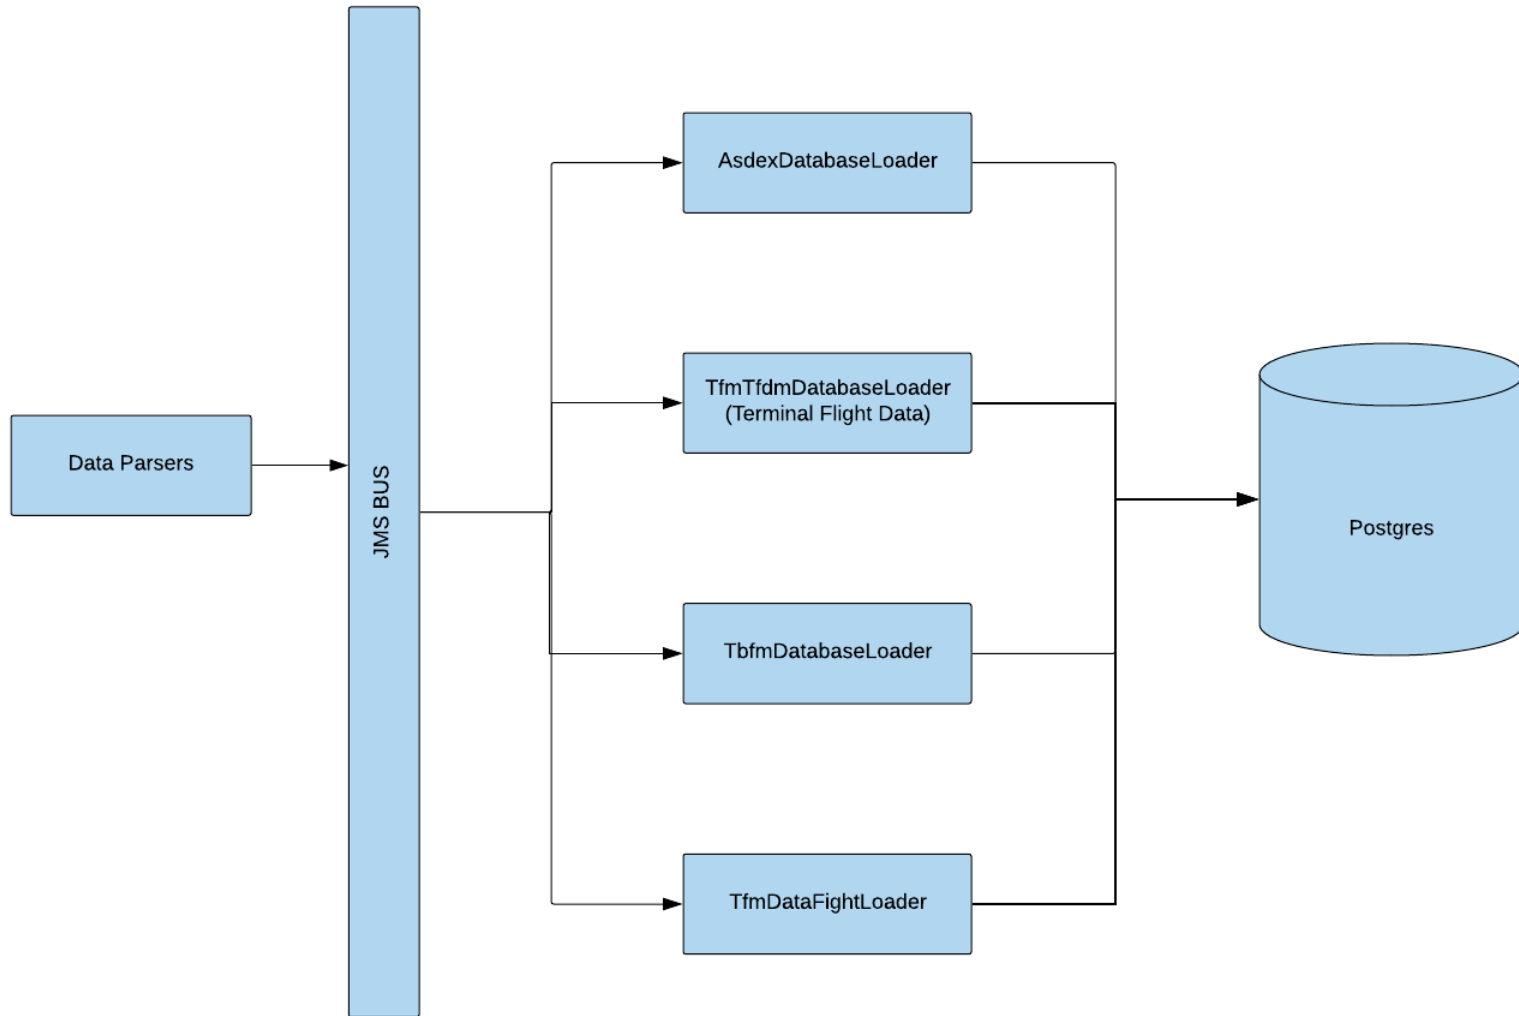 AsdexDatabaseLoader
TfmTfdmDatabaseLoader
(Terminal Flight Data)
Data Parsers
JMS BUS
Postgres
TbfmDatabaseLoader
TfmDataFightLoader